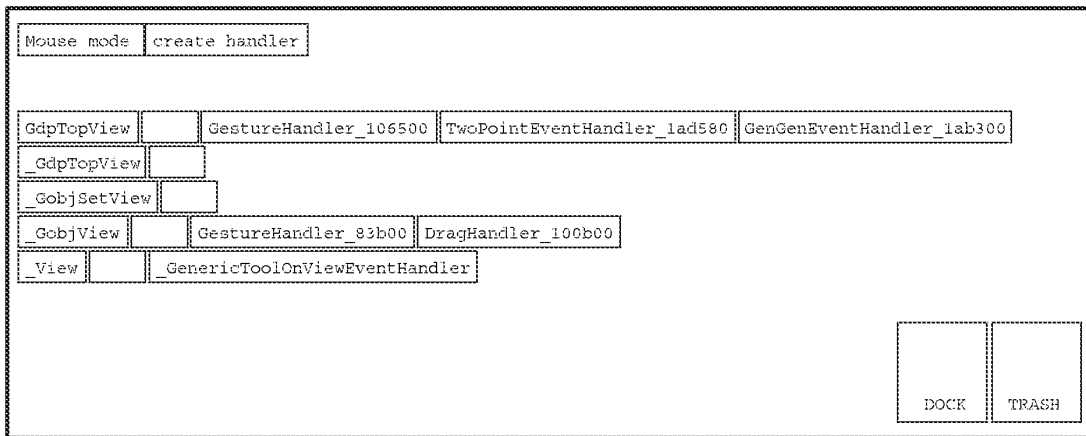 Mouse mode create handler
GdpTopView GestureHandler_106500 TwoPointEventHandler_1ad580 GenGenEventHandler_1ab300
_GdpTopView
_GobjSetView
_GobjView GestureHandler_83b00 DragHandler_100b00
_View _GenericToolOnViewEventHandler
DOCK TRASH